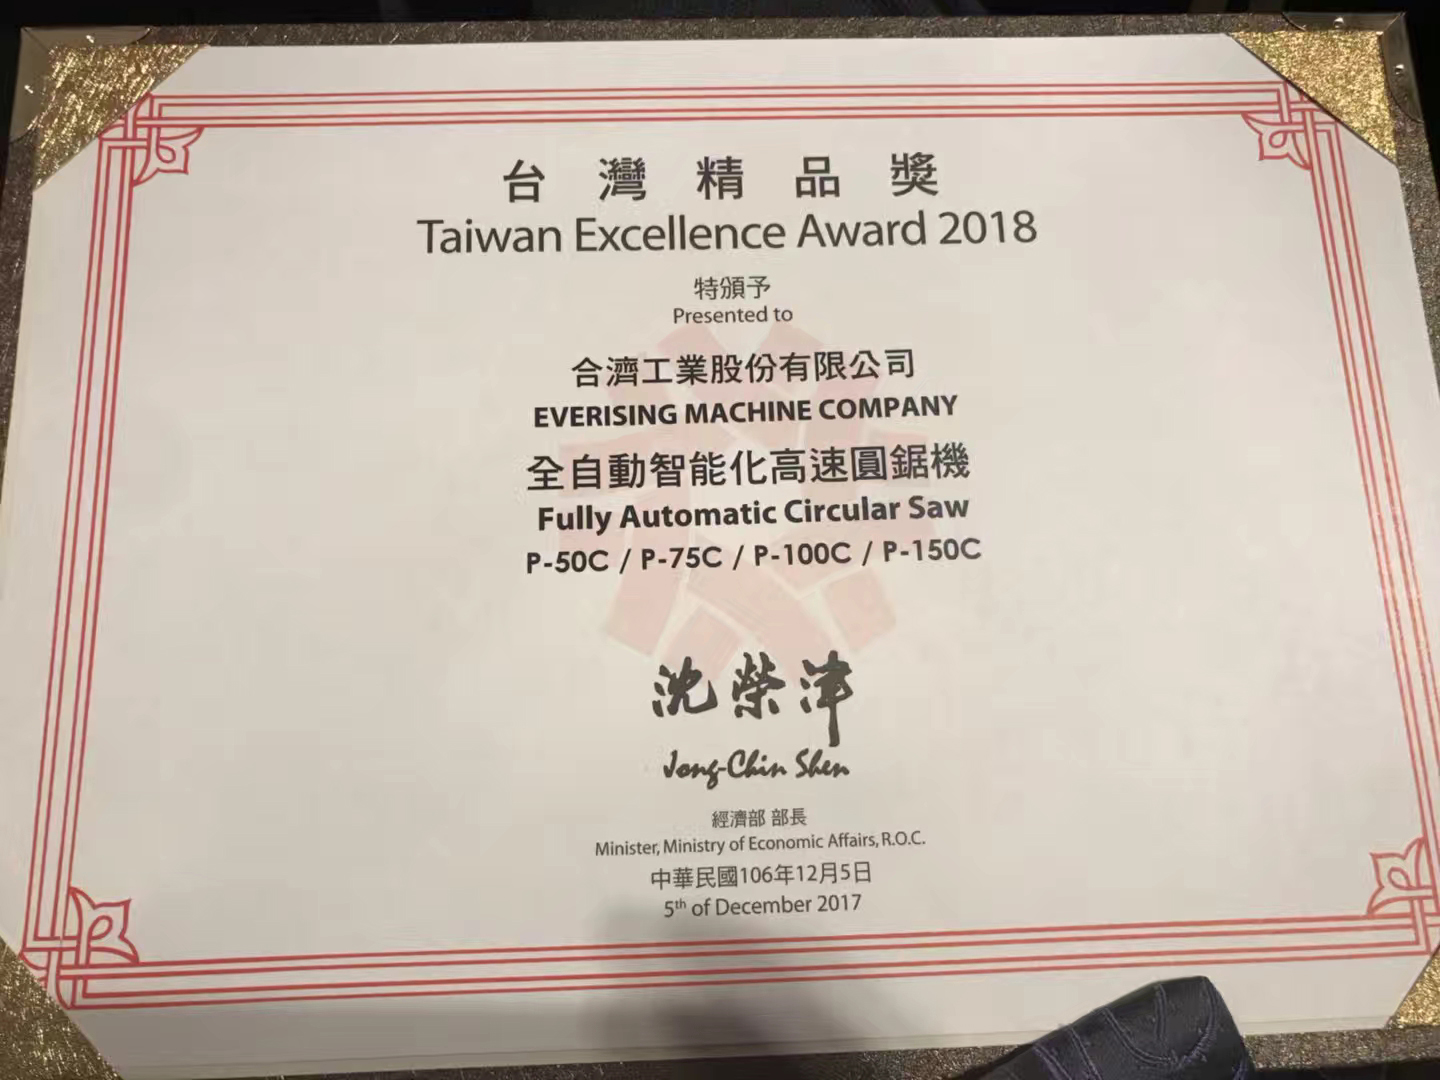 台灣精品獎
Taiwan Excellence Award 2018
特頒予
Presented to
合濟工業股份有限公司
EVERISING MACHINE COMPANY
全自動智能化高速圓鋸機
Fully Automatic Circular Saw
P-50C / P-75C / P-100C / P-150C
沈榮津
Jong-Chin Shen
經濟部 部長
Minister, Ministry of Economic Affairs, R.O.C.
中華民國106年12月5日
5th of December 2017